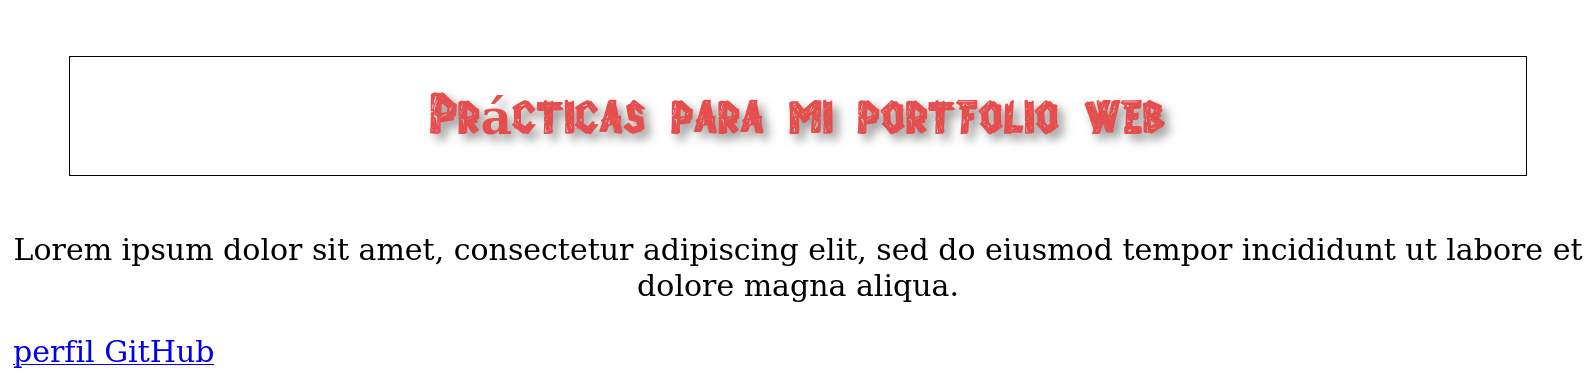 Prácticas para mi portfolio web
Lorem ipsum dolor sit amet, consectetur adipiscing elit, sed do eiusmod tempor incididunt ut labore et
dolore magna aliqua.
perfil GitHub